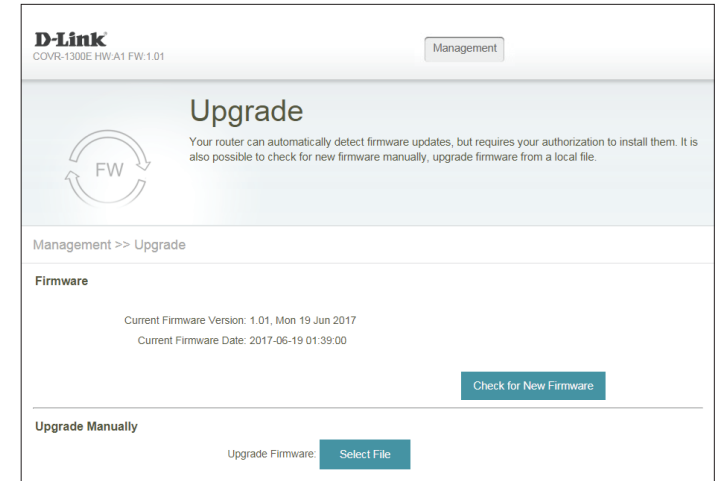 D-Link
COVR-1300E HW:A1 FW:1.01
Management
Upgrade
Your router can automatically detect firmware updates, but requires your authorization to install them. It is
also possible to check for new firmware manually, upgrade firmware from a local file.
FW
Management >> Upgrade
Firmware
Current Firmware Version: 1.01, Mon 19 Jun 2017
Current Firmware Date: 2017-06-19 01:39:00
Check for New Firmware
Upgrade Manually
Upgrade Firmware: Select File